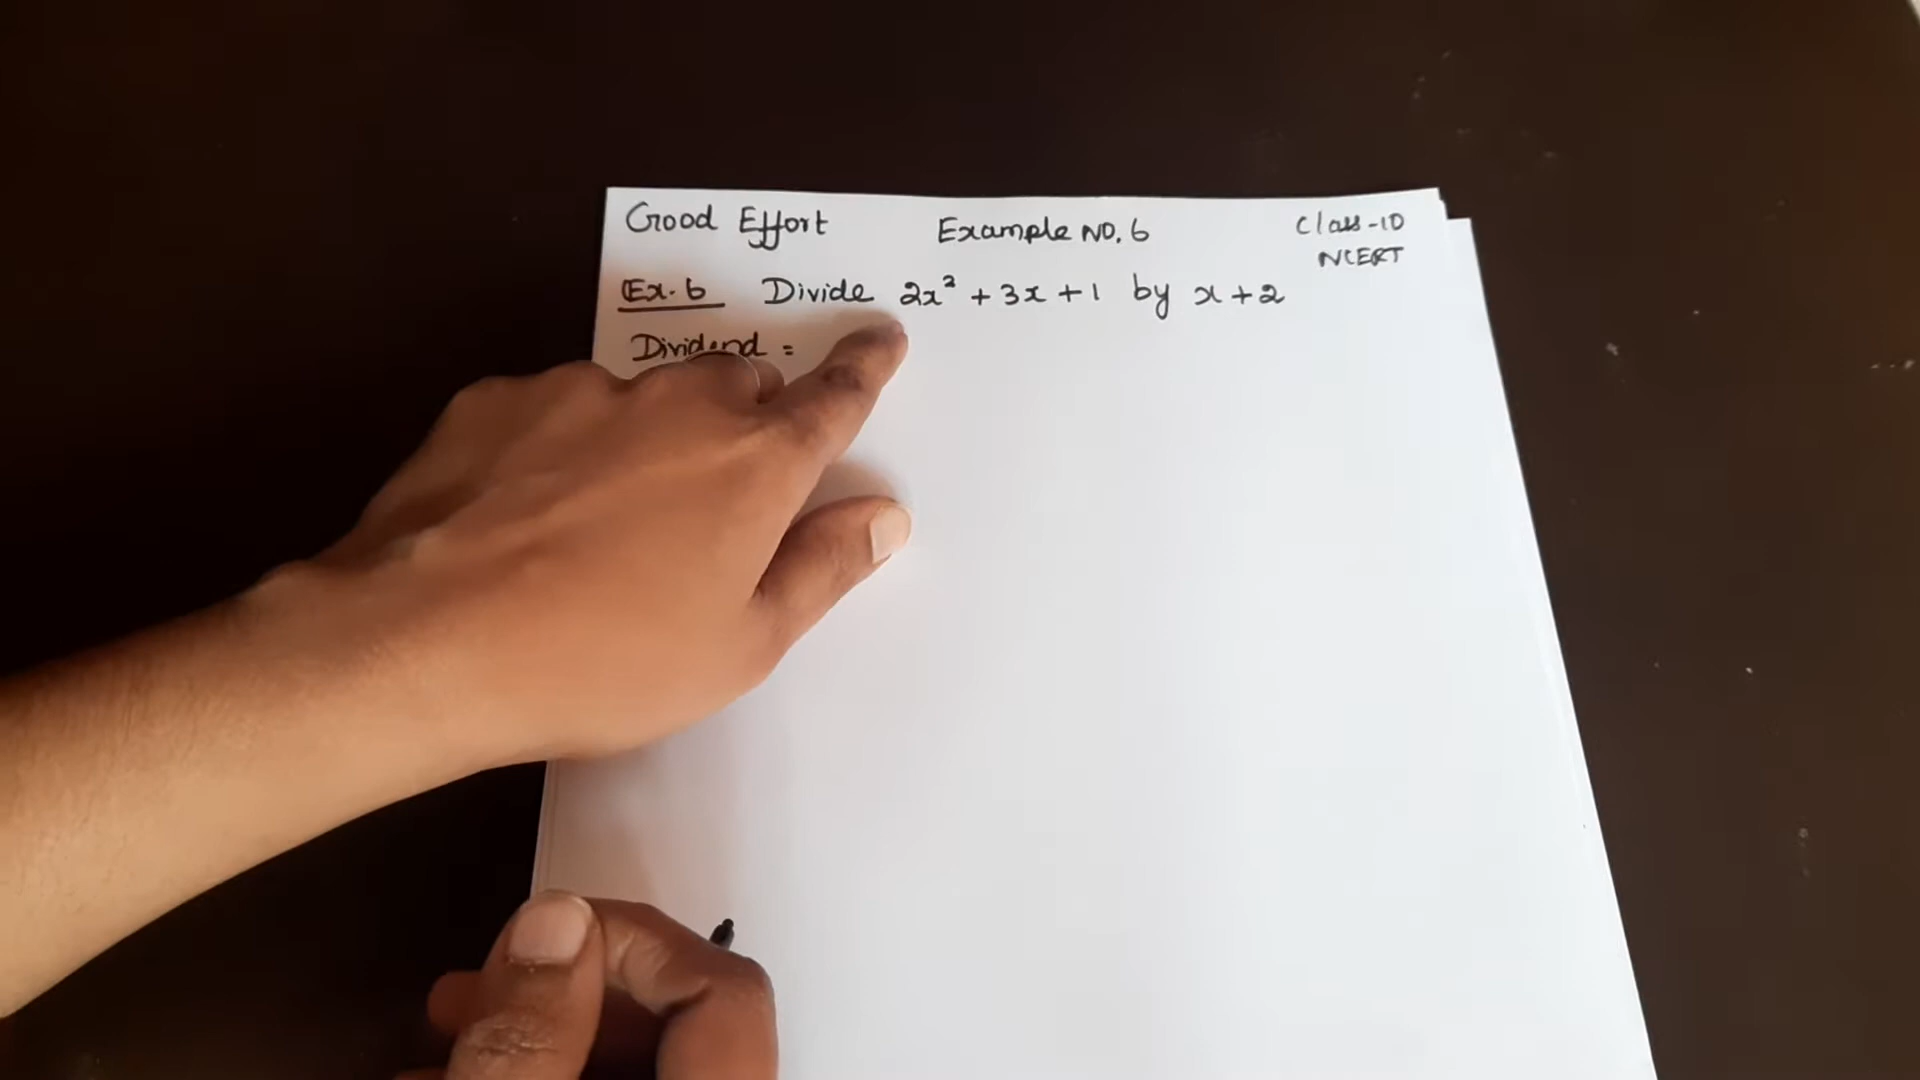 Good Effort Example NO. 6 Class-10
NCERT
Ex. 6 Divide 2x² + 3x + 1 by x + 2
Dividend =